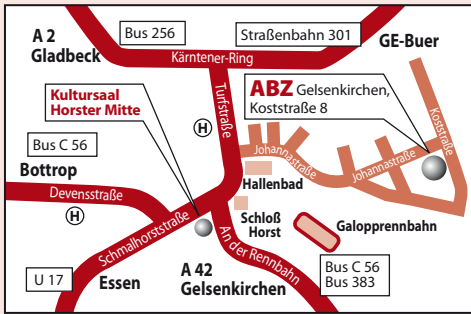 A 2
Gladbeck
Bus 256
Straßenbahn 301
GE-Buer
Kärntener-Ring
Kultursaal
Horster Mitte
Turfstraße
ABZ Gelsenkirchen,
Koststraße 8
Koststraße
H
Bus C 56
Bottrop
Johannastraße
Johannastraße
Hallenbad
Devensstraße
H
Schloß
Horst
Schmalhorststraße
Galopprennbahn
An der Rennbahn
U 17
Essen
A 42
Gelsenkirchen
Bus C 56
Bus 383